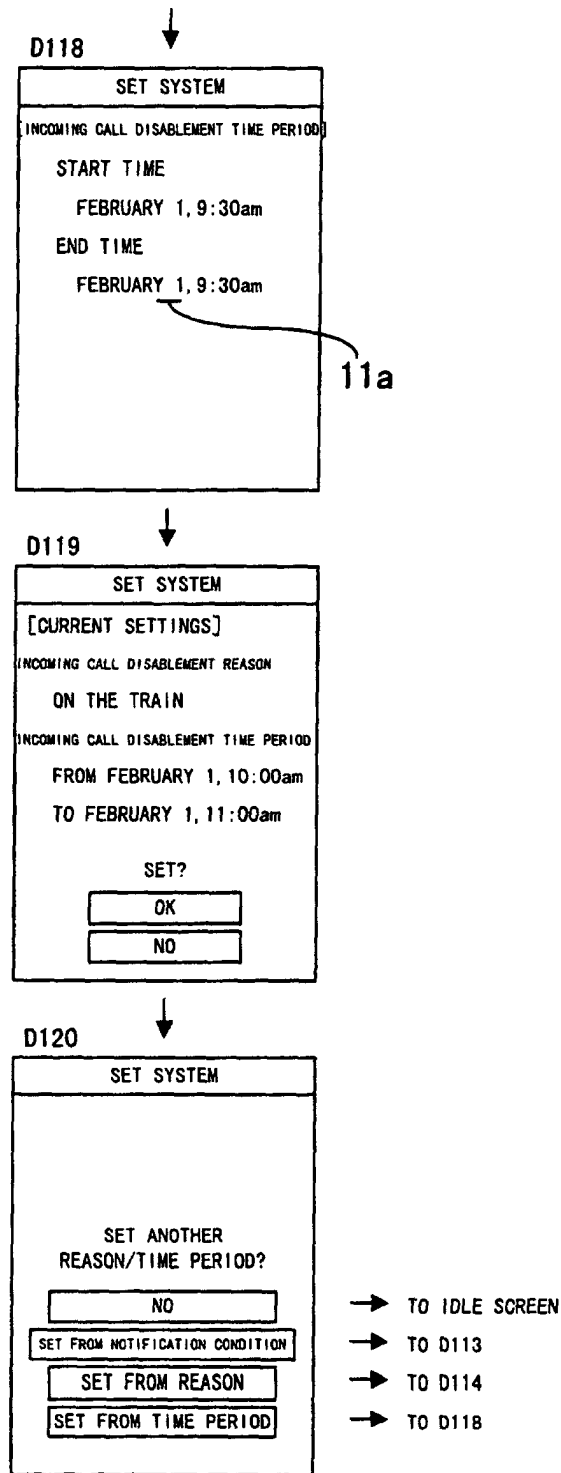 D118
SET SYSTEM
[INCOMING CALL DISABLEMENT TIME PERIOD]
START TIME
FEBRUARY 1, 9:30am
END TIME
FEBRUARY 1, 9:30am
11a
D119
SET SYSTEM
[CURRENT SETTINGS]
INCOMING CALL DISABLEMENT REASON
ON THE TRAIN
INCOMING CALL DISABLEMENT TIME PERIOD
FROM FEBRUARY 1, 10:00am
TO FEBRUARY 1, 11:00am
SET?
OK
NO
D120
SET SYSTEM
SET ANOTHER
REASON/TIME PERIOD?
NO
TO IDLE SCREEN
SET FROM NOTIFICATION CONDITION
TO D113
SET FROM REASON
TO D114
SET FROM TIME PERIOD
TO D118